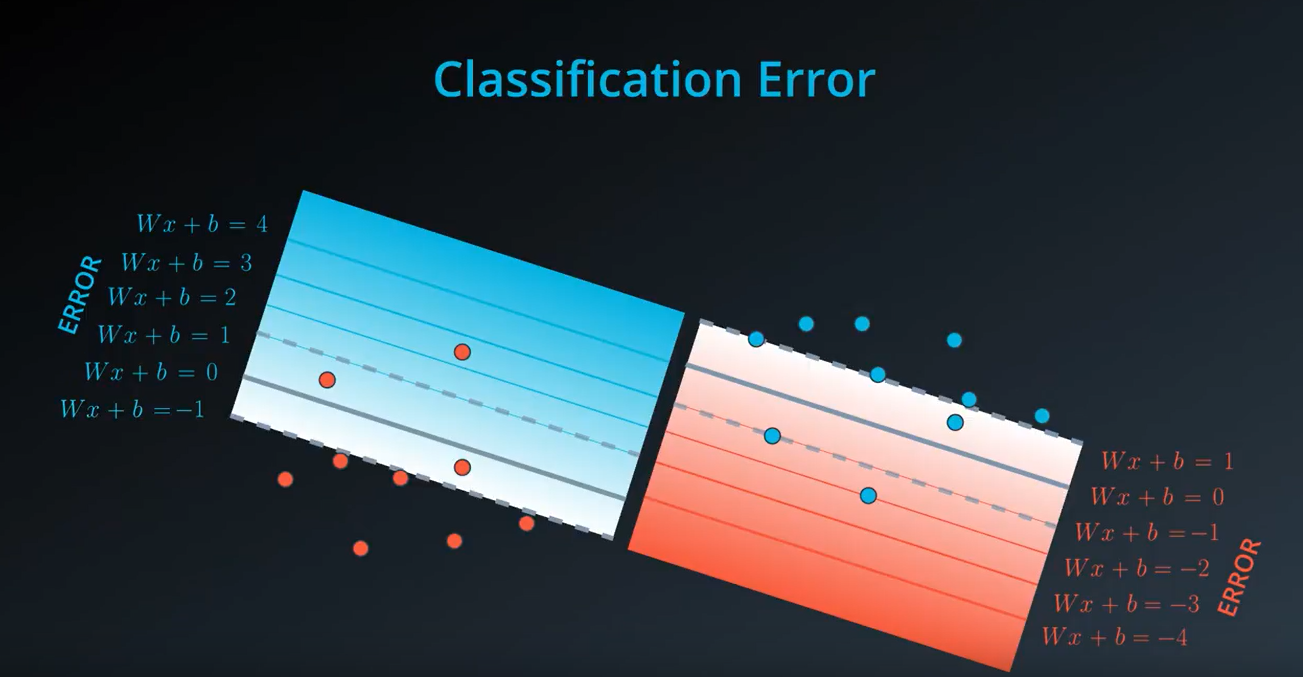 Classification Error
Wx + b = 4
Wx + b = 3
Wx + b = 2
Wx + b = 1
Wx + b = 0
Wx + b = −1
ERROR
Wx + b = 1
Wx + b = 0
Wx + b = −1
Wx + b = −2
Wx + b = −3
Wx + b = −4
ERROR